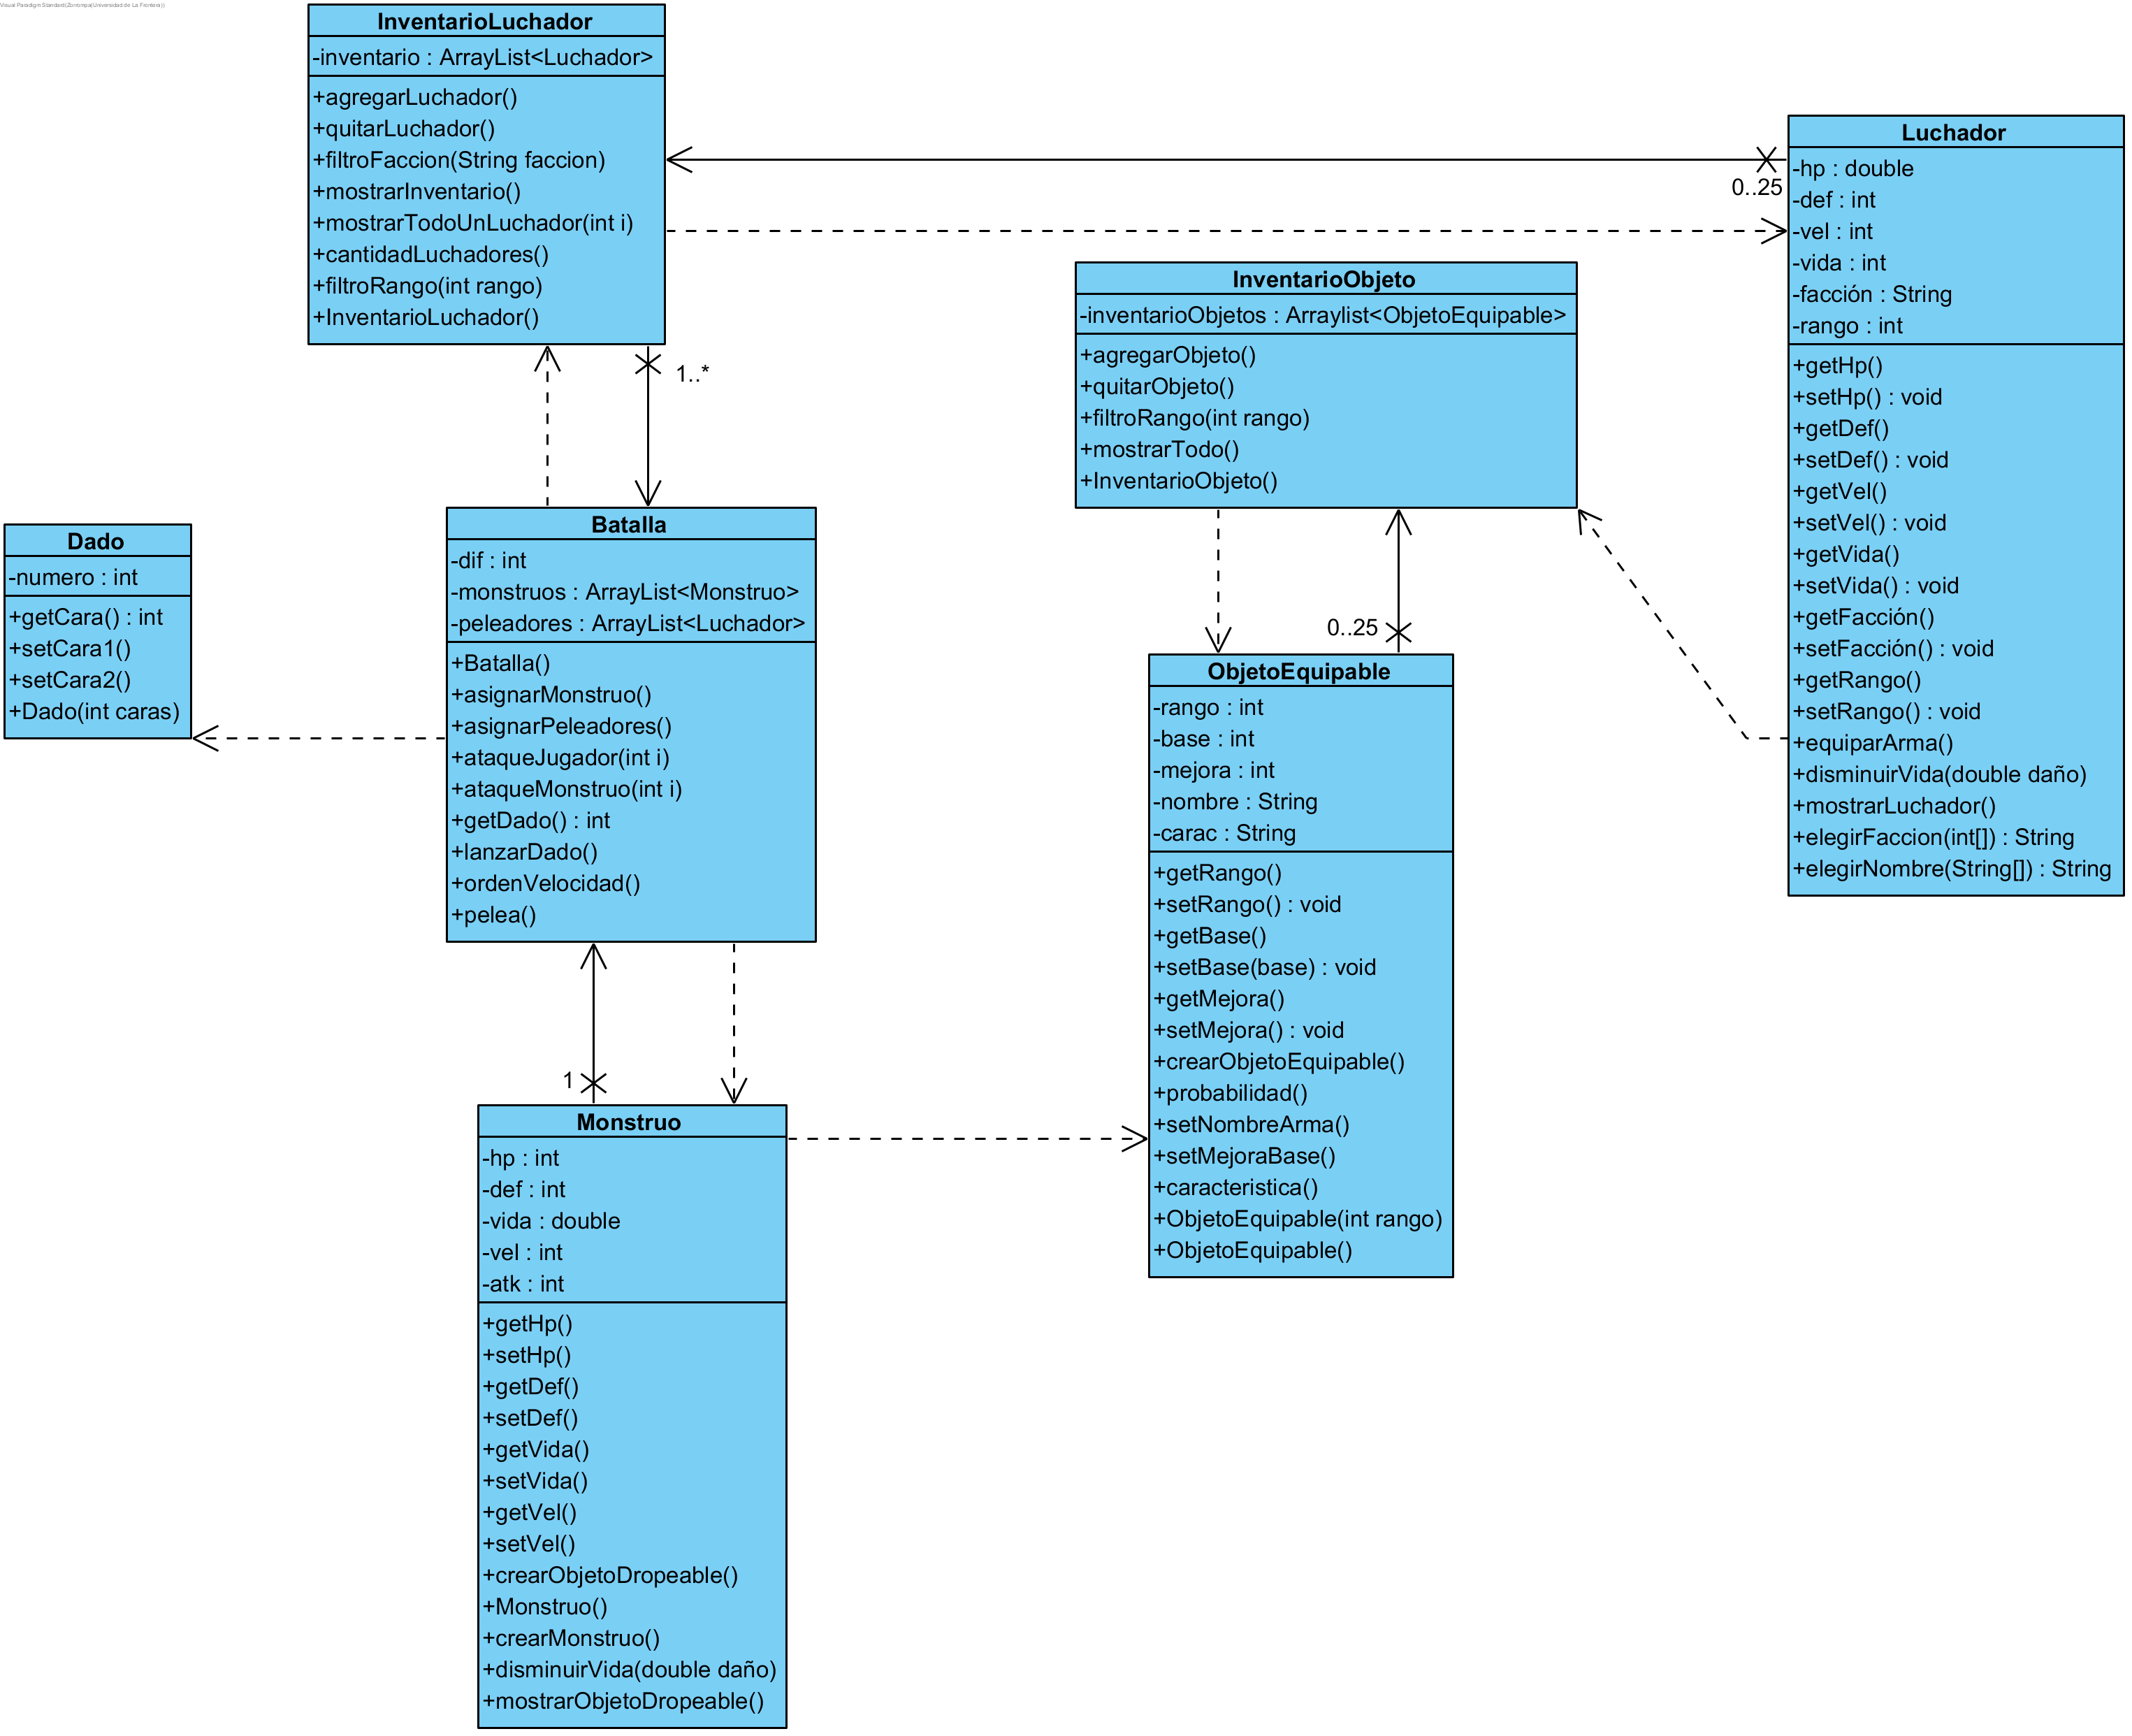 Visual Paradigm Standard(Zorrompa(Universidad de La Frontera))
InventarioLuchador
-inventario : ArrayList<Luchador>
+agregarLuchador()
+quitarLuchador()
+filtroFaccion(String faccion)
+mostrarInventario()
+mostrarTodoUnLuchador(int i)
+cantidadLuchadores()
+filtroRango(int rango)
+InventarioLuchador()
1..*
0..25
Luchador
-hp : double
-def : int
-vel : int
-vida : int
-facción : String
-rango : int
+getHp()
+setHp() : void
+getDef()
+setDef() : void
+getVel()
+setVel() : void
+getVida()
+setVida() : void
+getFacción()
+setFacción() : void
+getRango()
+setRango() : void
+equiparArma()
+disminuirVida(double daño)
+mostrarLuchador()
+elegirFaccion(int[]) : String
+elegirNombre(String[]) : String
InventarioObjeto
-inventarioObjetos : Arraylist<ObjetoEquipable>
+agregarObjeto()
+quitarObjeto()
+filtroRango(int rango)
+mostrarTodo()
+InventarioObjeto()
0..25
Dado
-numero : int
+getCara() : int
+setCara1()
+setCara2()
+Dado(int caras)
Batalla
-dif : int
-monstruos : ArrayList<Monstruo>
-peleadores : ArrayList<Luchador>
+Batalla()
+asignarMonstruo()
+asignarPeleadores()
+ataqueJugador(int i)
+ataqueMonstruo(int i)
+getDado() : int
+lanzarDado()
+ordenVelocidad()
+pelea()
1
ObjetoEquipable
-rango : int
-base : int
-mejora : int
-nombre : String
-carac : String
+getRango()
+setRango() : void
+getBase()
+setBase(base) : void
+getMejora()
+setMejora() : void
+crearObjetoEquipable()
+probabilidad()
+setNombreArma()
+setMejoraBase()
+caracteristica()
+ObjetoEquipable(int rango)
+ObjetoEquipable()
Monstruo
-hp : int
-def : int
-vida : double
-vel : int
-atk : int
+getHp()
+setHp()
+getDef()
+setDef()
+getVida()
+setVida()
+getVel()
+setVel()
+crearObjetoDropeable()
+Monstruo()
+crearMonstruo()
+disminuirVida(double daño)
+mostrarObjetoDropeable()